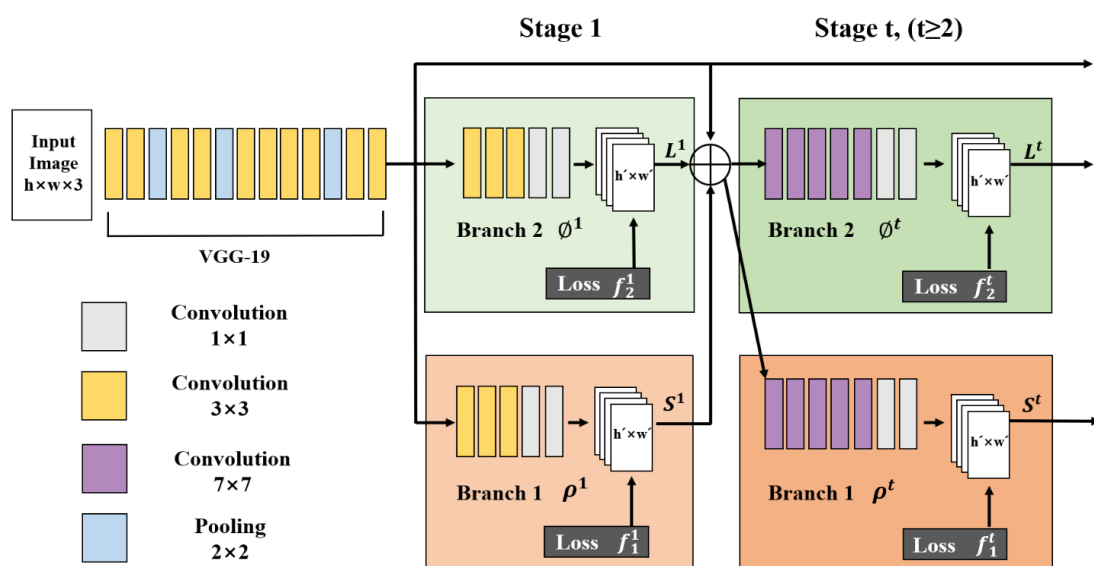 Stage 1
Stage t, (t≥2)
Input
Image
h×w×3
VGG-19
L¹
h´×w´
Branch 2 ∅¹
Loss f₂¹
Lᵗ
h´×w´
Branch 2 ∅ᵗ
Loss f₂ᵗ
S¹
h´×w´
Branch 1 ρ¹
Loss f₁¹
Sᵗ
h´×w´
Branch 1 ρᵗ
Loss f₁ᵗ
Convolution
1×1
Convolution
3×3
Convolution
7×7
Pooling
2×2